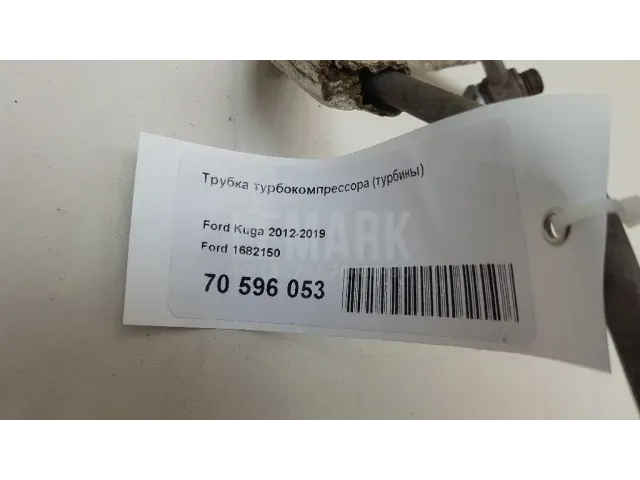 Трубка турбокомпрессора (турбины)
Ford Kuga 2012-2019
Ford 1682150
70 596 053